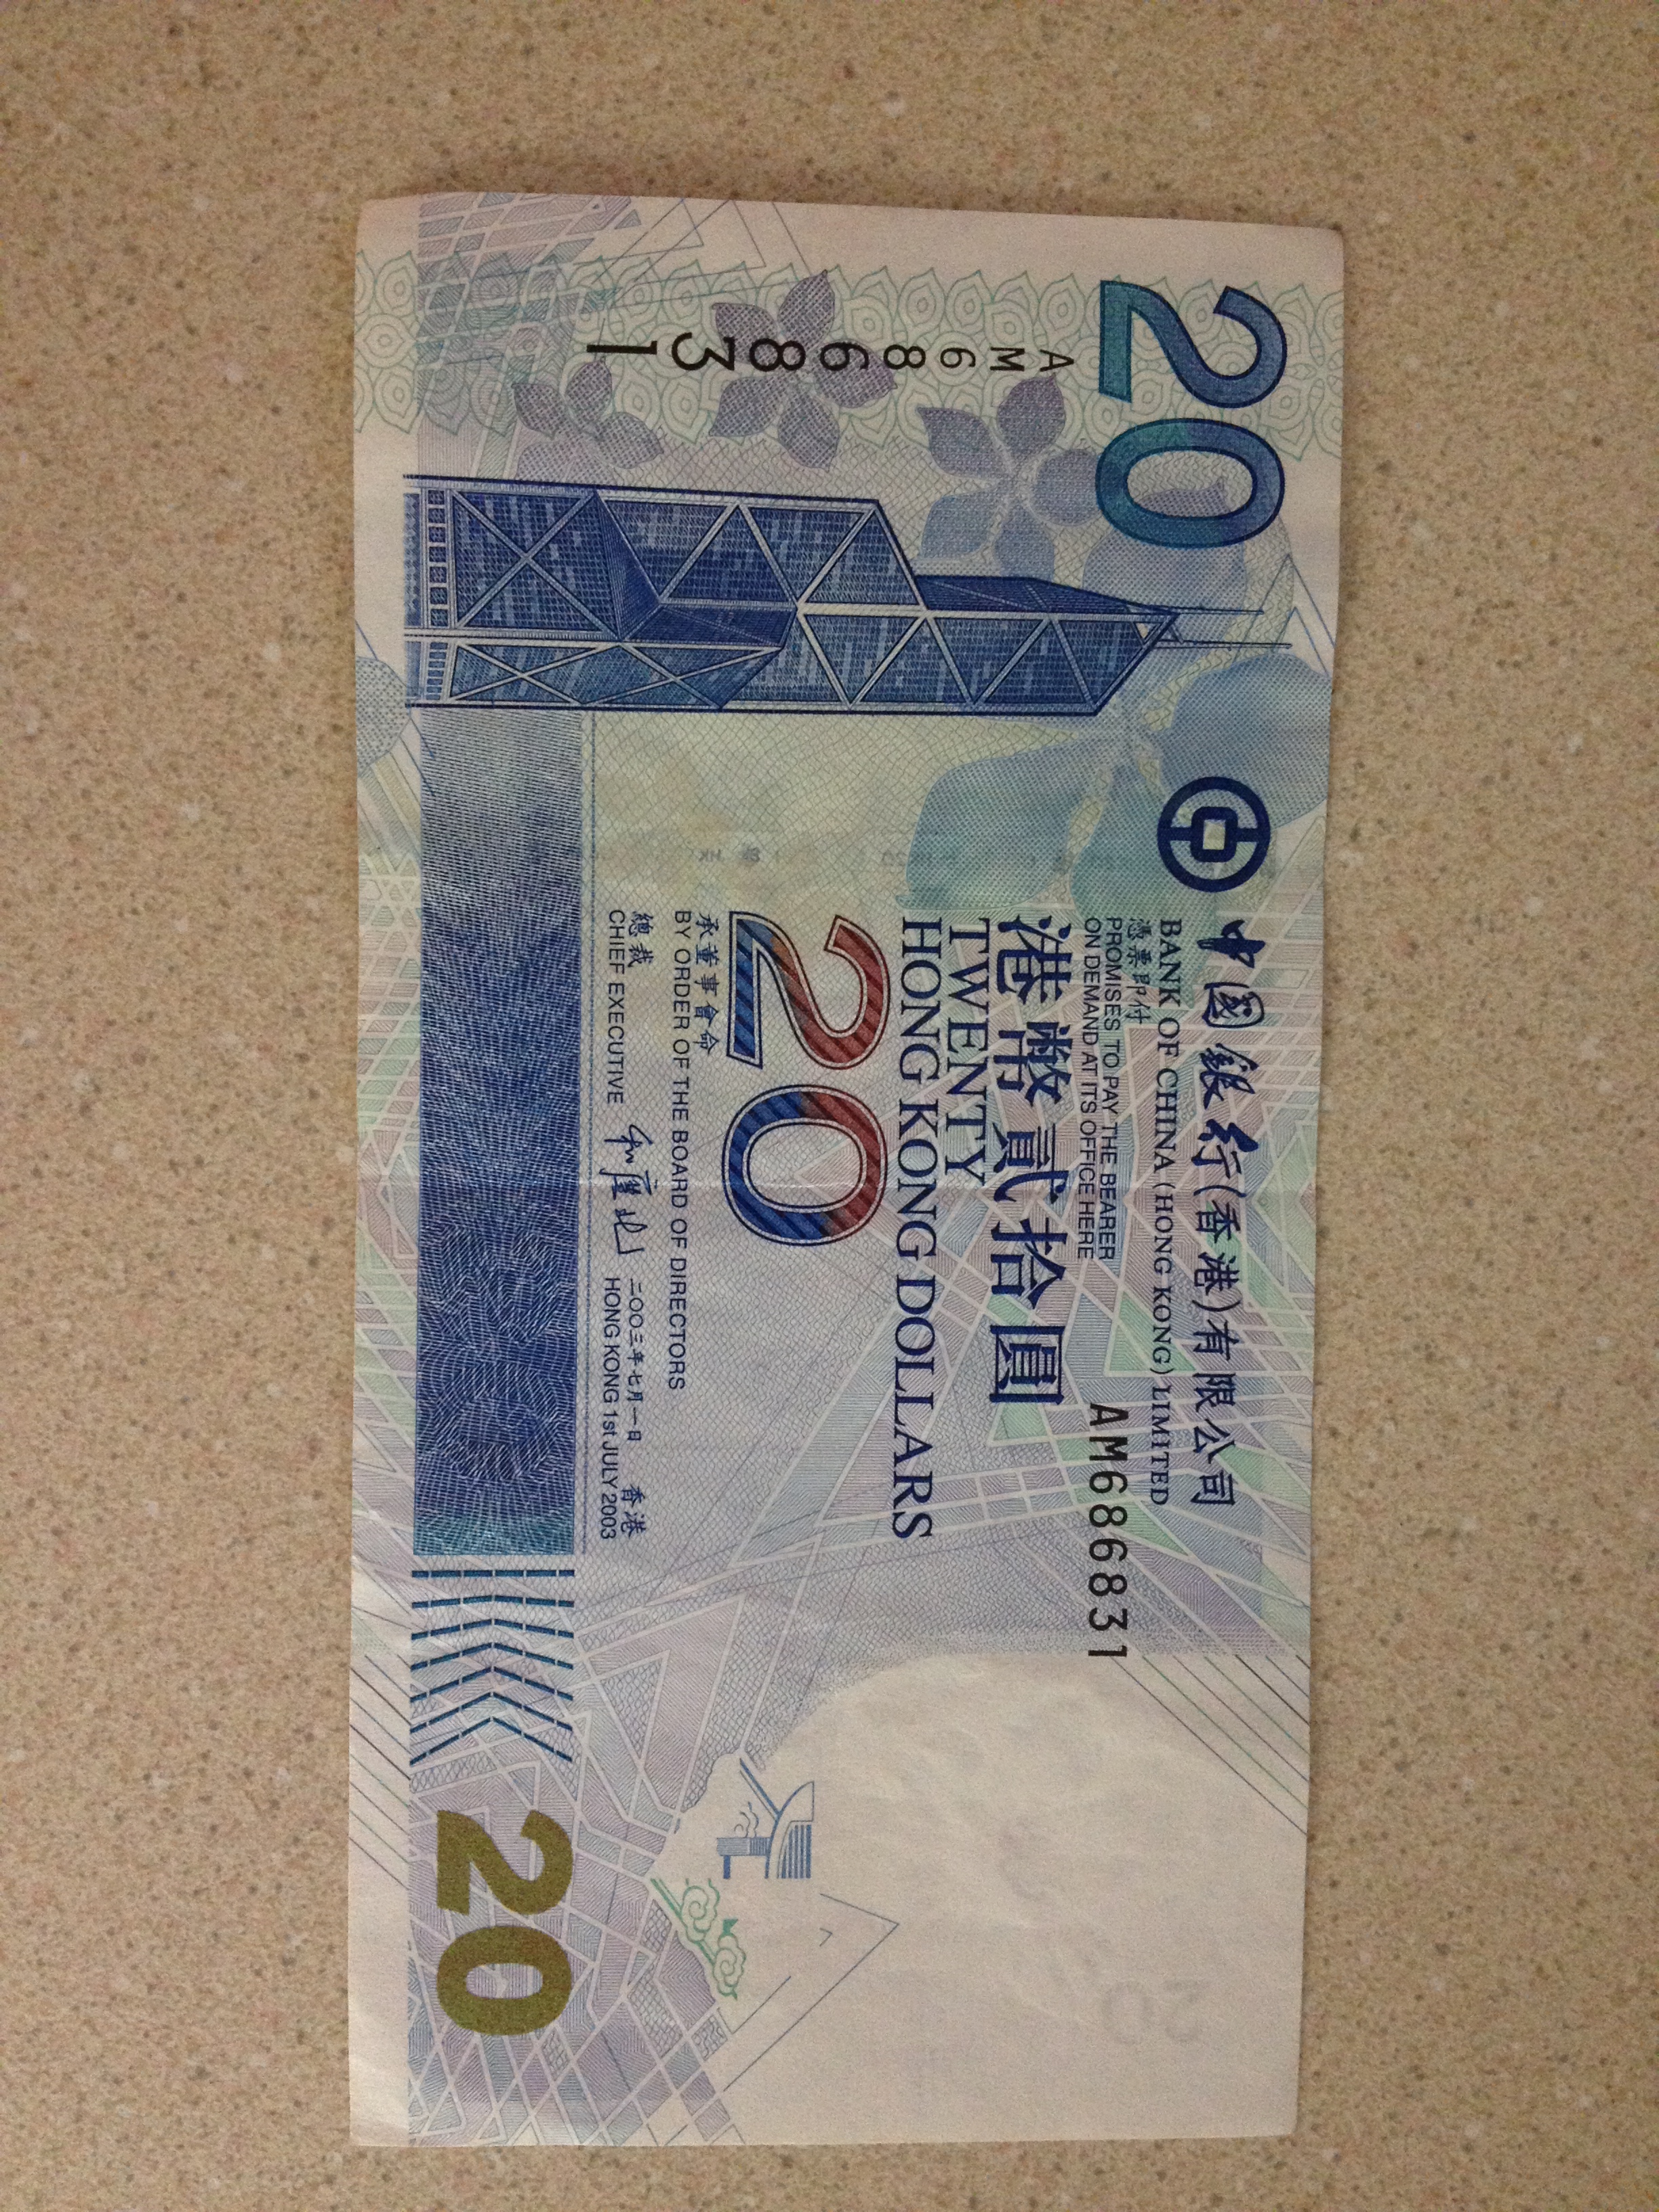 20
AM686831
中國銀行(香港)有限公司
BANK OF CHINA (HONG KONG) LIMITED
憑票即付
PROMISES TO PAY THE BEARER
ON DEMAND AT ITS OFFICE HERE
AM686831
港幣貳拾圓
TWENTY
HONG KONG DOLLARS
20
承董事會命
BY ORDER OF THE BOARD OF DIRECTORS
總裁 二〇〇三年七月一日 香港
CHIEF EXECUTIVE HONG KONG 1st JULY 2003
20
20